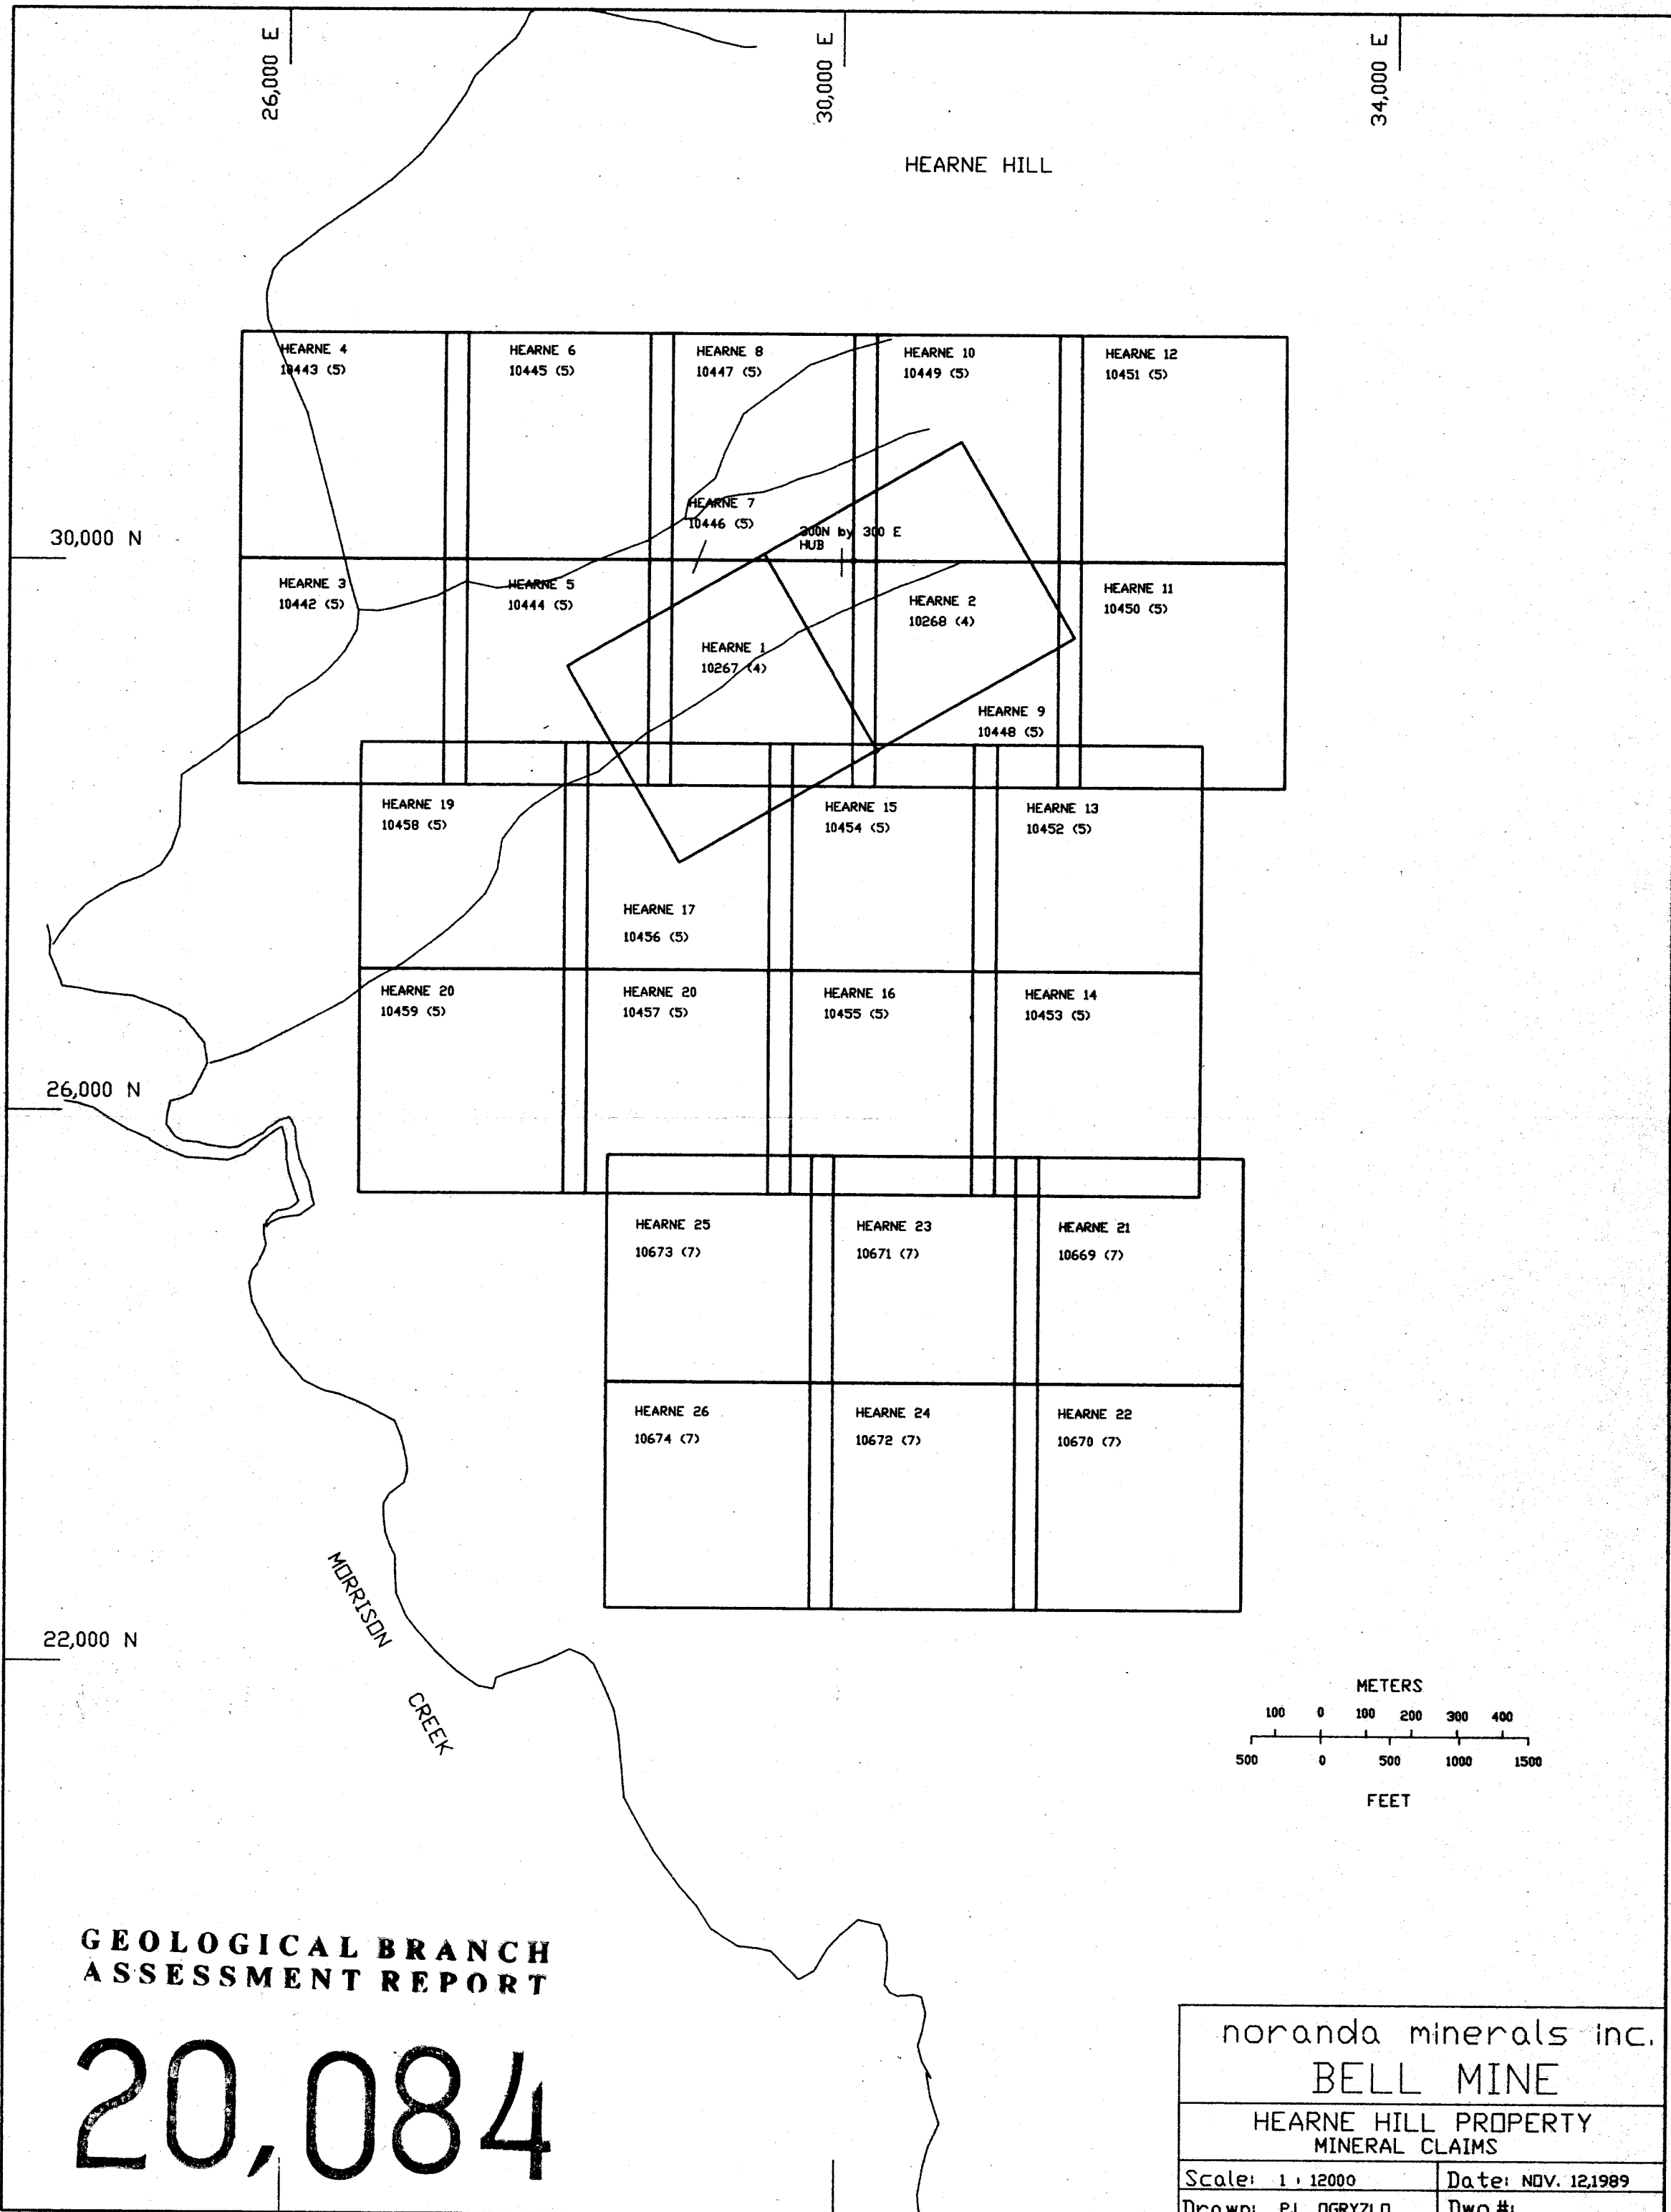 26,000 E
30,000 E
34,000 E
HEARNE HILL
HEARNE 4
10443 (5)
HEARNE 6
10445 (5)
HEARNE 8
10447 (5)
HEARNE 10
10449 (5)
HEARNE 12
10451 (5)
HEARNE 7
10446 (5)
300N by 300 E
HUB
30,000 N
HEARNE 3
10442 (5)
HEARNE 5
10444 (5)
HEARNE 1
10267 (4)
HEARNE 2
10268 (4)
HEARNE 11
10450 (5)
HEARNE 9
10448 (5)
HEARNE 19
10458 (5)
HEARNE 17
10456 (5)
HEARNE 15
10454 (5)
HEARNE 13
10452 (5)
HEARNE 20
10459 (5)
HEARNE 20
10457 (5)
HEARNE 16
10455 (5)
HEARNE 14
10453 (5)
26,000 N
HEARNE 25
10673 (7)
HEARNE 23
10671 (7)
HEARNE 21
10669 (7)
HEARNE 26
10674 (7)
HEARNE 24
10672 (7)
HEARNE 22
10670 (7)
22,000 N
MORRISON
CREEK
METERS
100 0 100 200 300 400
500 0 500 1000 1500
FEET
GEOLOGICAL BRANCH
ASSESSMENT REPORT
20,084
noranda minerals inc.
BELL MINE
HEARNE HILL PROPERTY
MINERAL CLAIMS
Scale: 1 : 12000
Date: NOV. 12,1989
Drawn: P.L. OGRYZLO
Dwg #: